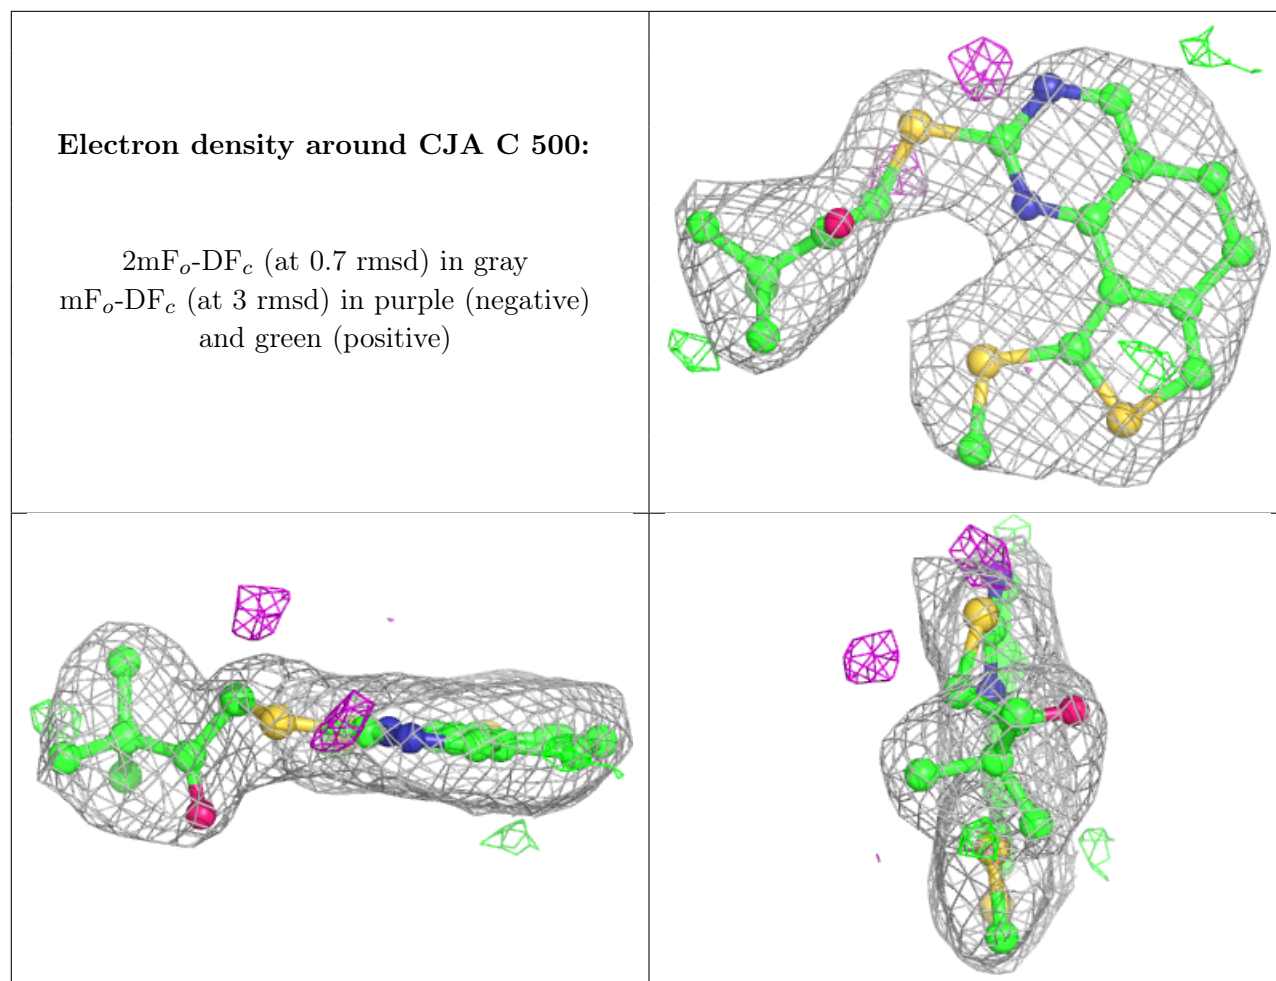 Electron density around CJA C 500:
2mFo-DFc (at 0.7 rmsd) in gray
mFo-DFc (at 3 rmsd) in purple (negative)
and green (positive)